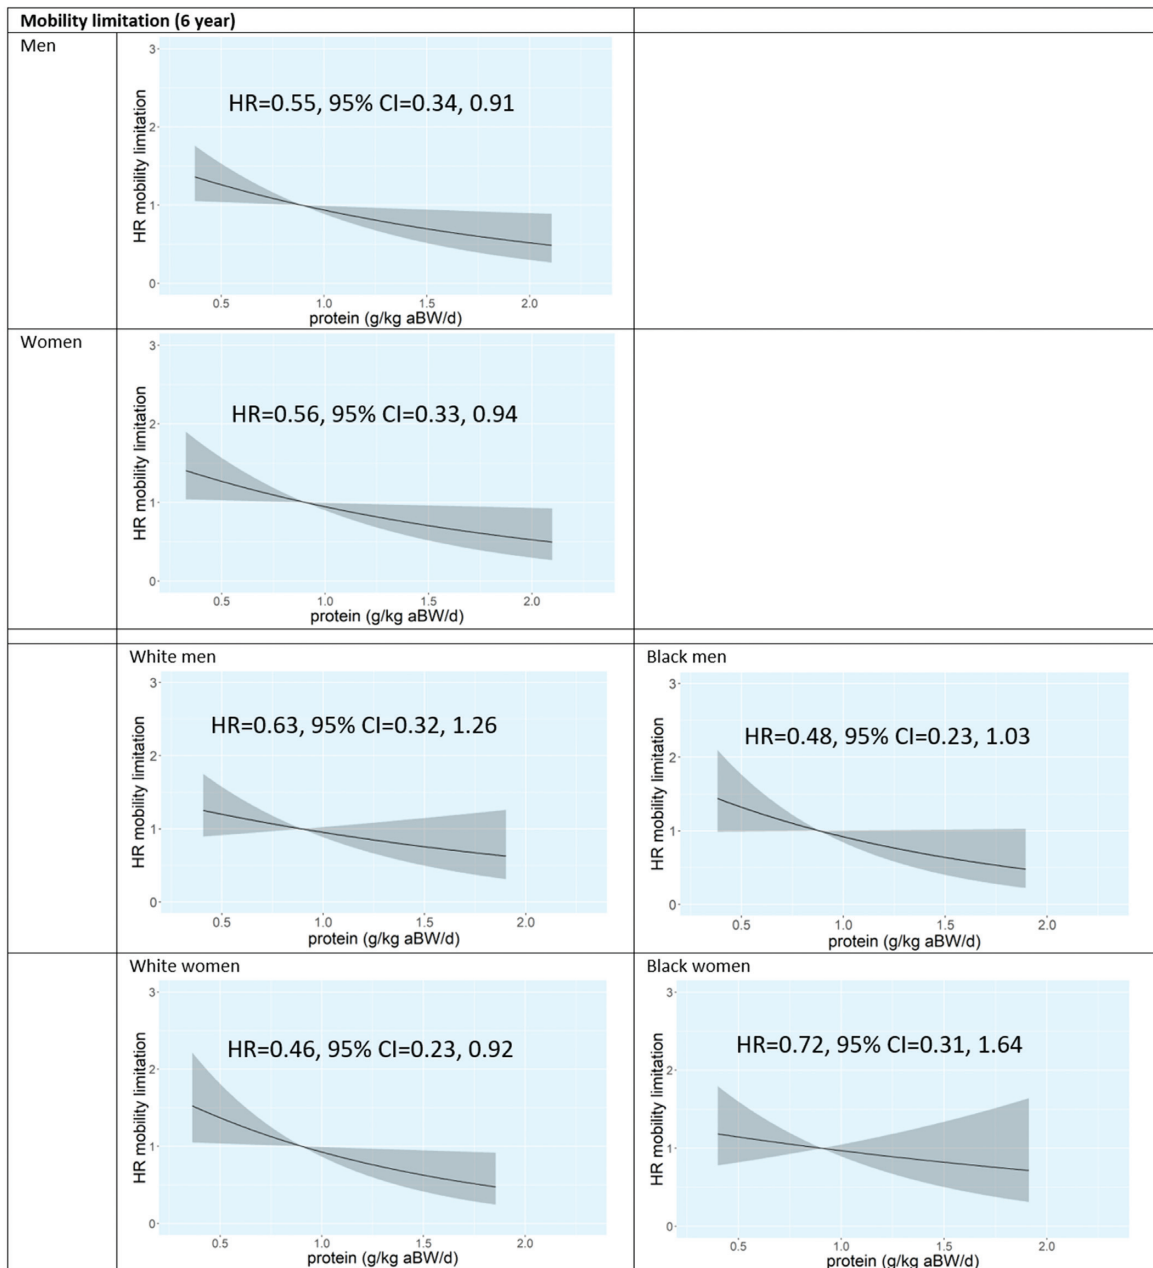 Mobility limitation (6 year)
Men
HR mobility limitation
3
2
1
0
HR=0.55, 95% CI=0.34, 0.91
0.5 1.0 1.5 2.0
protein (g/kg aBW/d)
Women
HR mobility limitation
3
2
1
0
HR=0.56, 95% CI=0.33, 0.94
0.5 1.0 1.5 2.0
protein (g/kg aBW/d)
White men
HR mobility limitation
3
2
1
0
HR=0.63, 95% CI=0.32, 1.26
0.5 1.0 1.5 2.0
protein (g/kg aBW/d)
Black men
HR mobility limitation
3
2
1
0
HR=0.48, 95% CI=0.23, 1.03
0.5 1.0 1.5 2.0
protein (g/kg aBW/d)
White women
HR mobility limitation
3
2
1
0
HR=0.46, 95% CI=0.23, 0.92
0.5 1.0 1.5 2.0
protein (g/kg aBW/d)
Black women
HR mobility limitation
3
2
1
0
HR=0.72, 95% CI=0.31, 1.64
0.5 1.0 1.5 2.0
protein (g/kg aBW/d)